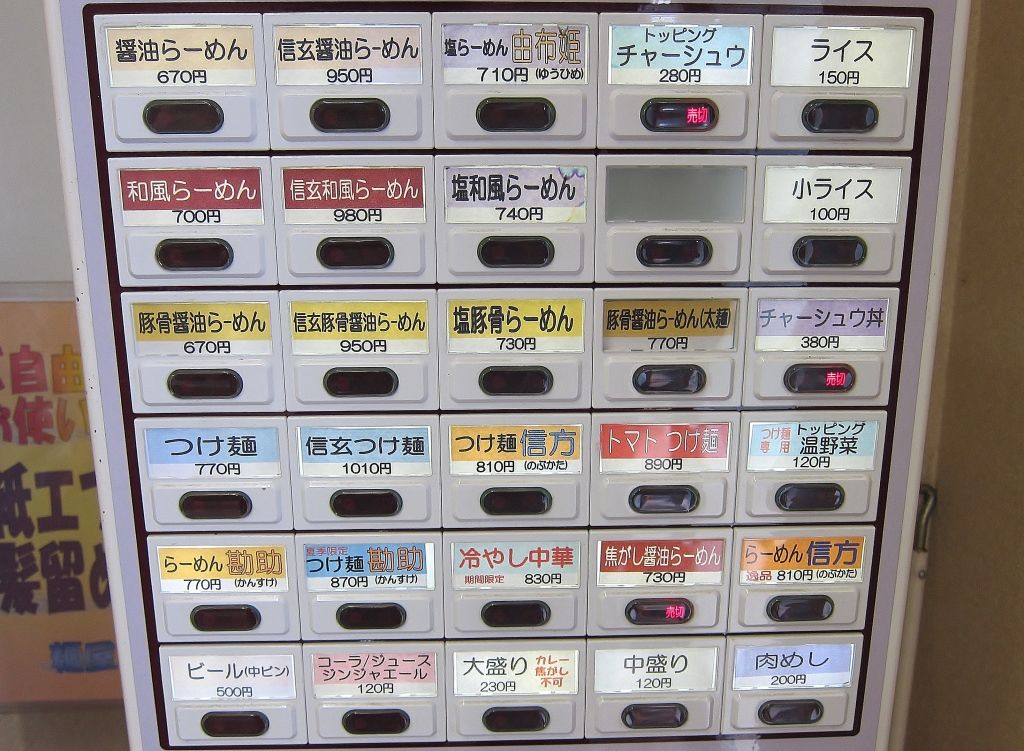 醤油らーめん
670円
信玄醤油らーめん
950円
塩らーめん 由布姫
710円 (ゆうひめ)
トッピング
チャーシュウ
280円
売切
ライス
150円
和風らーめん
700円
信玄和風らーめん
980円
塩和風らーめん
740円
小ライス
100円
豚骨醤油らーめん
670円
信玄豚骨醤油らーめん
950円
塩豚骨らーめん
730円
豚骨醤油らーめん(太麺)
770円
チャーシュウ丼
380円
売切
つけ麺
770円
信玄つけ麺
1010円
つけ麺 信方
810円 (のぶかた)
トマト つけ麺
890円
つけ麺専用 トッピング温野菜
120円
らーめん 勘助
770円 (かんすけ)
夏季限定
つけ麺 勘助
870円 (かんすけ)
冷やし中華
期間限定 830円
焦がし醤油らーめん
730円
売切
らーめん 信方
逸品 810円 (のぶかた)
ビール(中ビン)
500円
コーラ/ジュース
ジンジャエール
120円
大盛り カレー焦がし不可
230円
中盛り
120円
肉めし
200円
自由
お使い
紙エプ
髪留め
麺屋